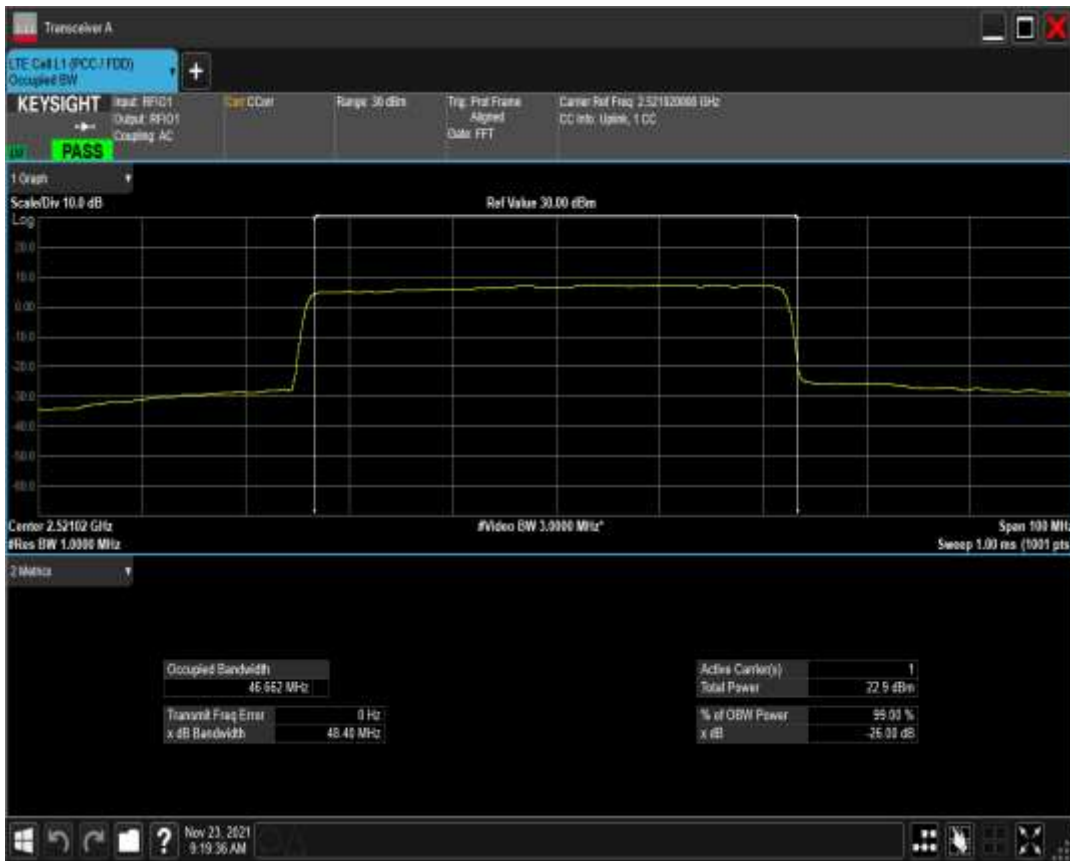 Transceiver A
LTE Cell L1 (PCC / FDD)
Occupied BW
+
KEYSIGHT
PASS
Input: RFIO1
Output: RFIO1
Coupling: AC
Corr CCorr
Range: 30 dBm
Trig: Prd Frame
Aligned
Gate: FFT
Carrier Ref Freq: 2.521020000 GHz
CC Info: Uplink, 1 CC
1 Graph
Scale/Div 10.0 dB
Ref Value 30.00 dBm
Log
20.0
10.0
0.00
-10.0
-20.0
-30.0
-40.0
-50.0
-60.0
Center 2.52102 GHz
#Video BW 3.0000 MHz*
Span 100 MHz
#Res BW 1.0000 MHz
Sweep 1.00 ms (1001 pts
2 Metrics
Occupied Bandwidth
46.662 MHz
Transmit Freq Error 0 Hz
x dB Bandwidth 48.40 MHz
Active Carrier(s) 1
Total Power 22.9 dBm
% of OBW Power 99.00 %
x dB -26.00 dB
?
Nov 23, 2021
9:19:36 AM